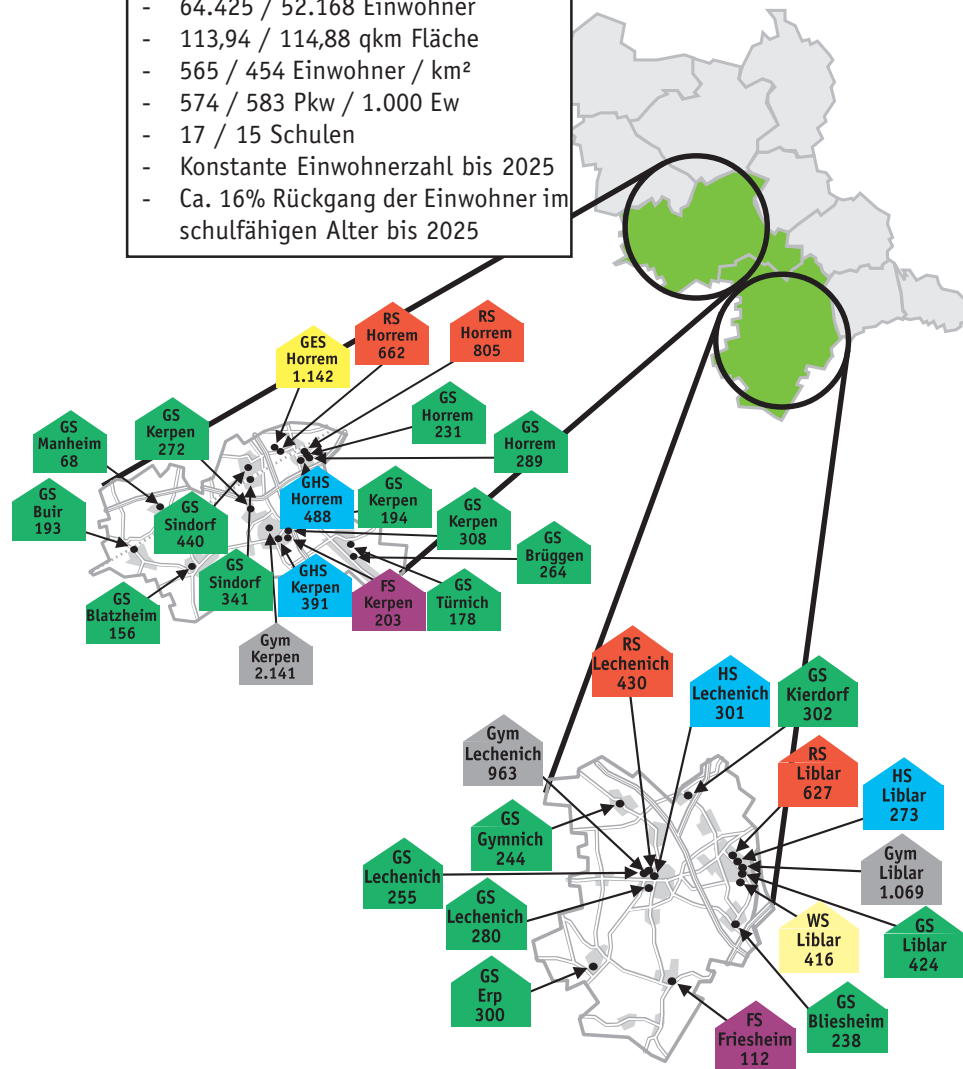 - 64.425 / 52.168 Einwohner
- 113,94 / 114,88 qkm Fläche
- 565 / 454 Einwohner / km²
- 574 / 583 Pkw / 1.000 Ew
- 17 / 15 Schulen
- Konstante Einwohnerzahl bis 2025
- Ca. 16% Rückgang der Einwohner im
schulfähigen Alter bis 2025
GES
Horrem
1.142
RS
Horrem
662
RS
Horrem
805
GS
Manheim
68
GS
Kerpen
272
GS
Horrem
231
GS
Horrem
289
GS
Buir
193
GS
Sindorf
440
GHS
Horrem
488
GS
Kerpen
194
GS
Kerpen
308
GS
Brüggen
264
GS
Blatzheim
156
GS
Sindorf
341
GHS
Kerpen
391
FS
Kerpen
203
GS
Türnich
178
Gym
Kerpen
2.141
RS
Lechenich
430
HS
Lechenich
301
GS
Kierdorf
302
Gym
Lechenich
963
RS
Liblar
627
HS
Liblar
273
GS
Gymnich
244
GS
Lechenich
255
Gym
Liblar
1.069
GS
Lechenich
280
WS
Liblar
416
GS
Liblar
424
GS
Erp
300
FS
Friesheim
112
GS
Bliesheim
238